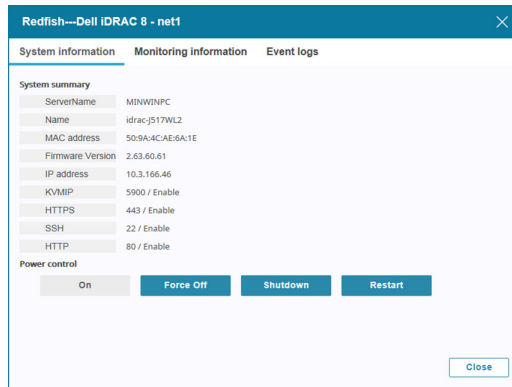 Redfish---Dell iDRAC 8 - net1
System information Monitoring information Event logs
System summary
ServerName MINWINPC
Name idrac-J517WL2
MAC address 50:9A:4C:AE:6A:1E
Firmware Version 2.63.60.61
IP address 10.3.166.46
KVMIP 5900 / Enable
HTTPS 443 / Enable
SSH 22 / Enable
HTTP 80 / Enable
Power control
On Force Off Shutdown Restart
Close